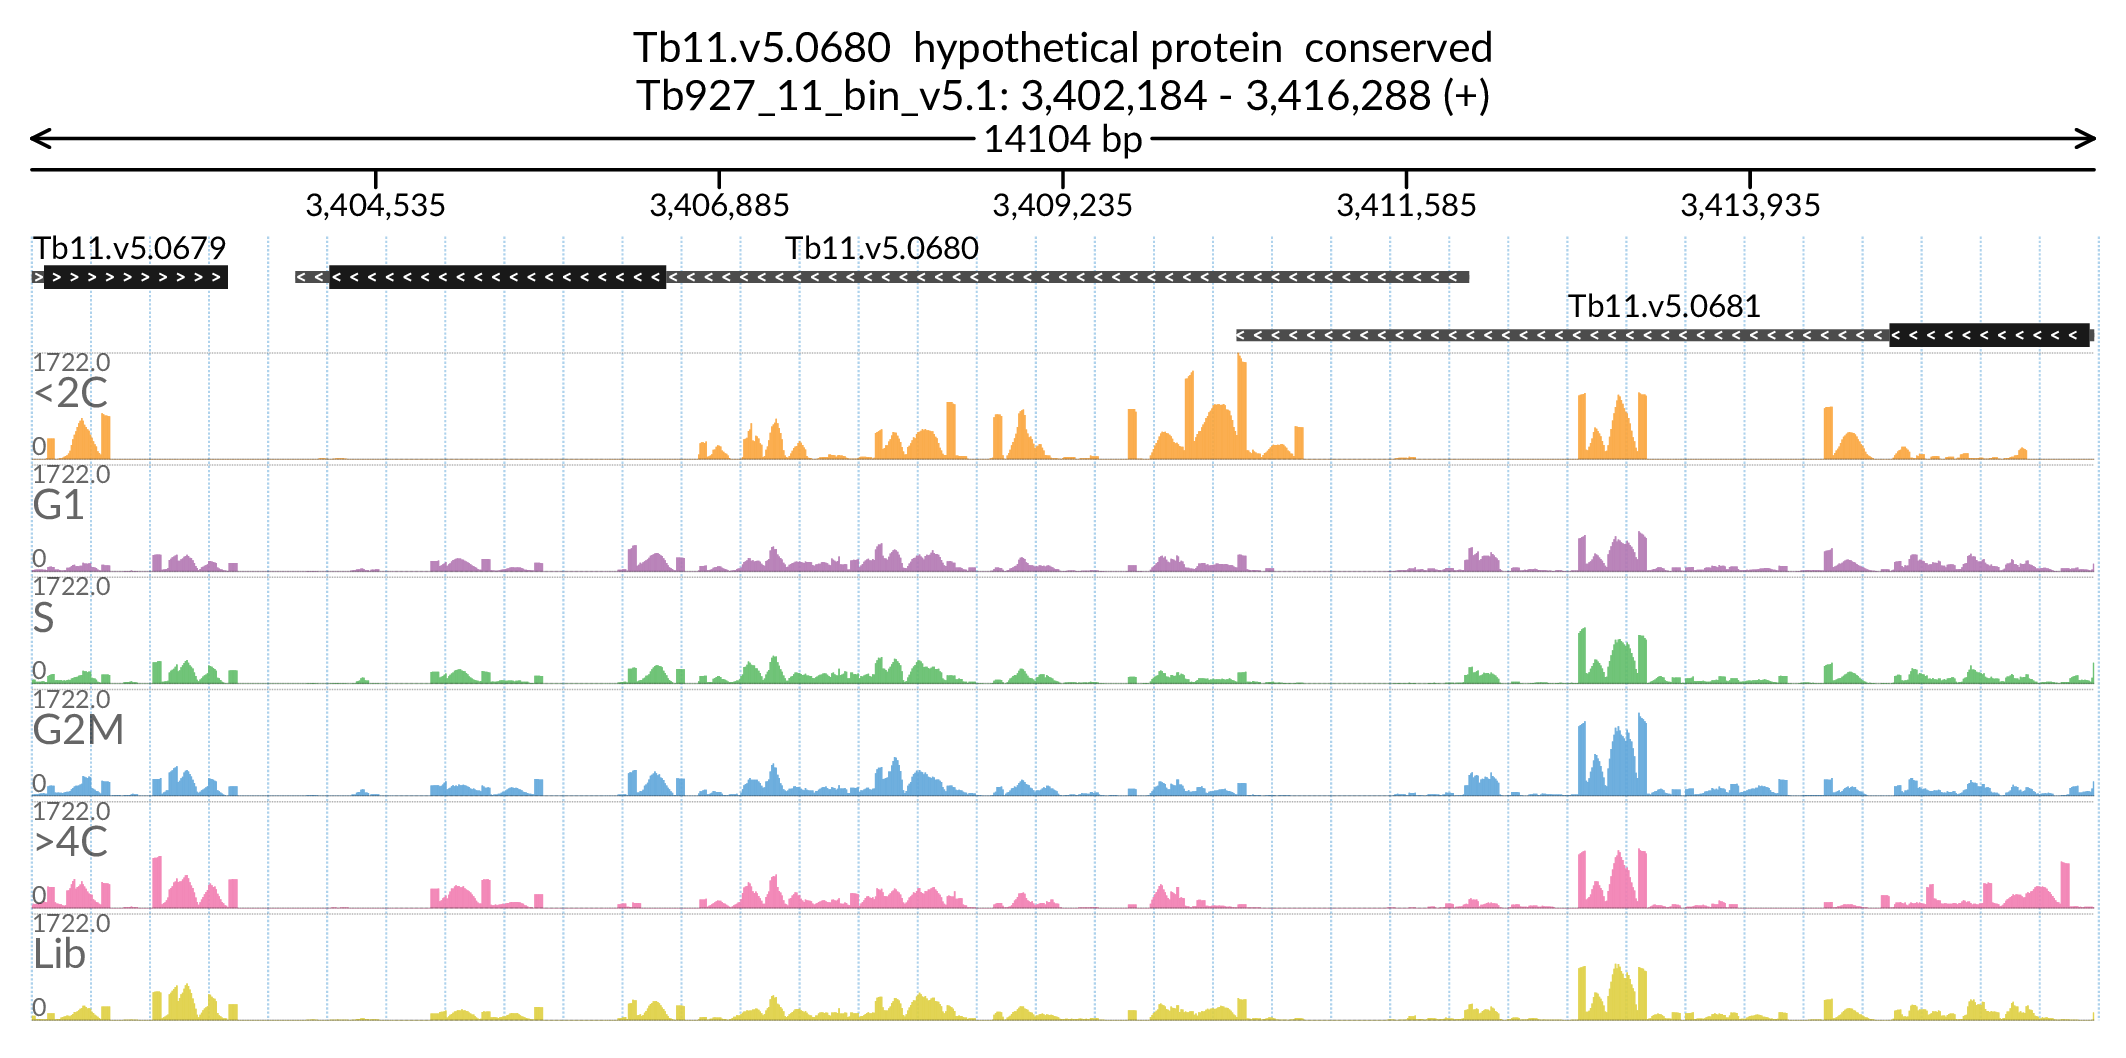 Tb11.v5.0680  hypothetical protein  conserved
Tb927_11_bin_v5.1: 3,402,184 - 3,416,288 (+)
14104 bp
3,404,535 3,406,885 3,409,235 3,411,585 3,413,935
Tb11.v5.0679 Tb11.v5.0680
Tb11.v5.0681
1722.0
<2C
0
1722.0
G1
0
1722.0
S
0
1722.0
G2M
0
1722.0
>4C
0
1722.0
Lib
0